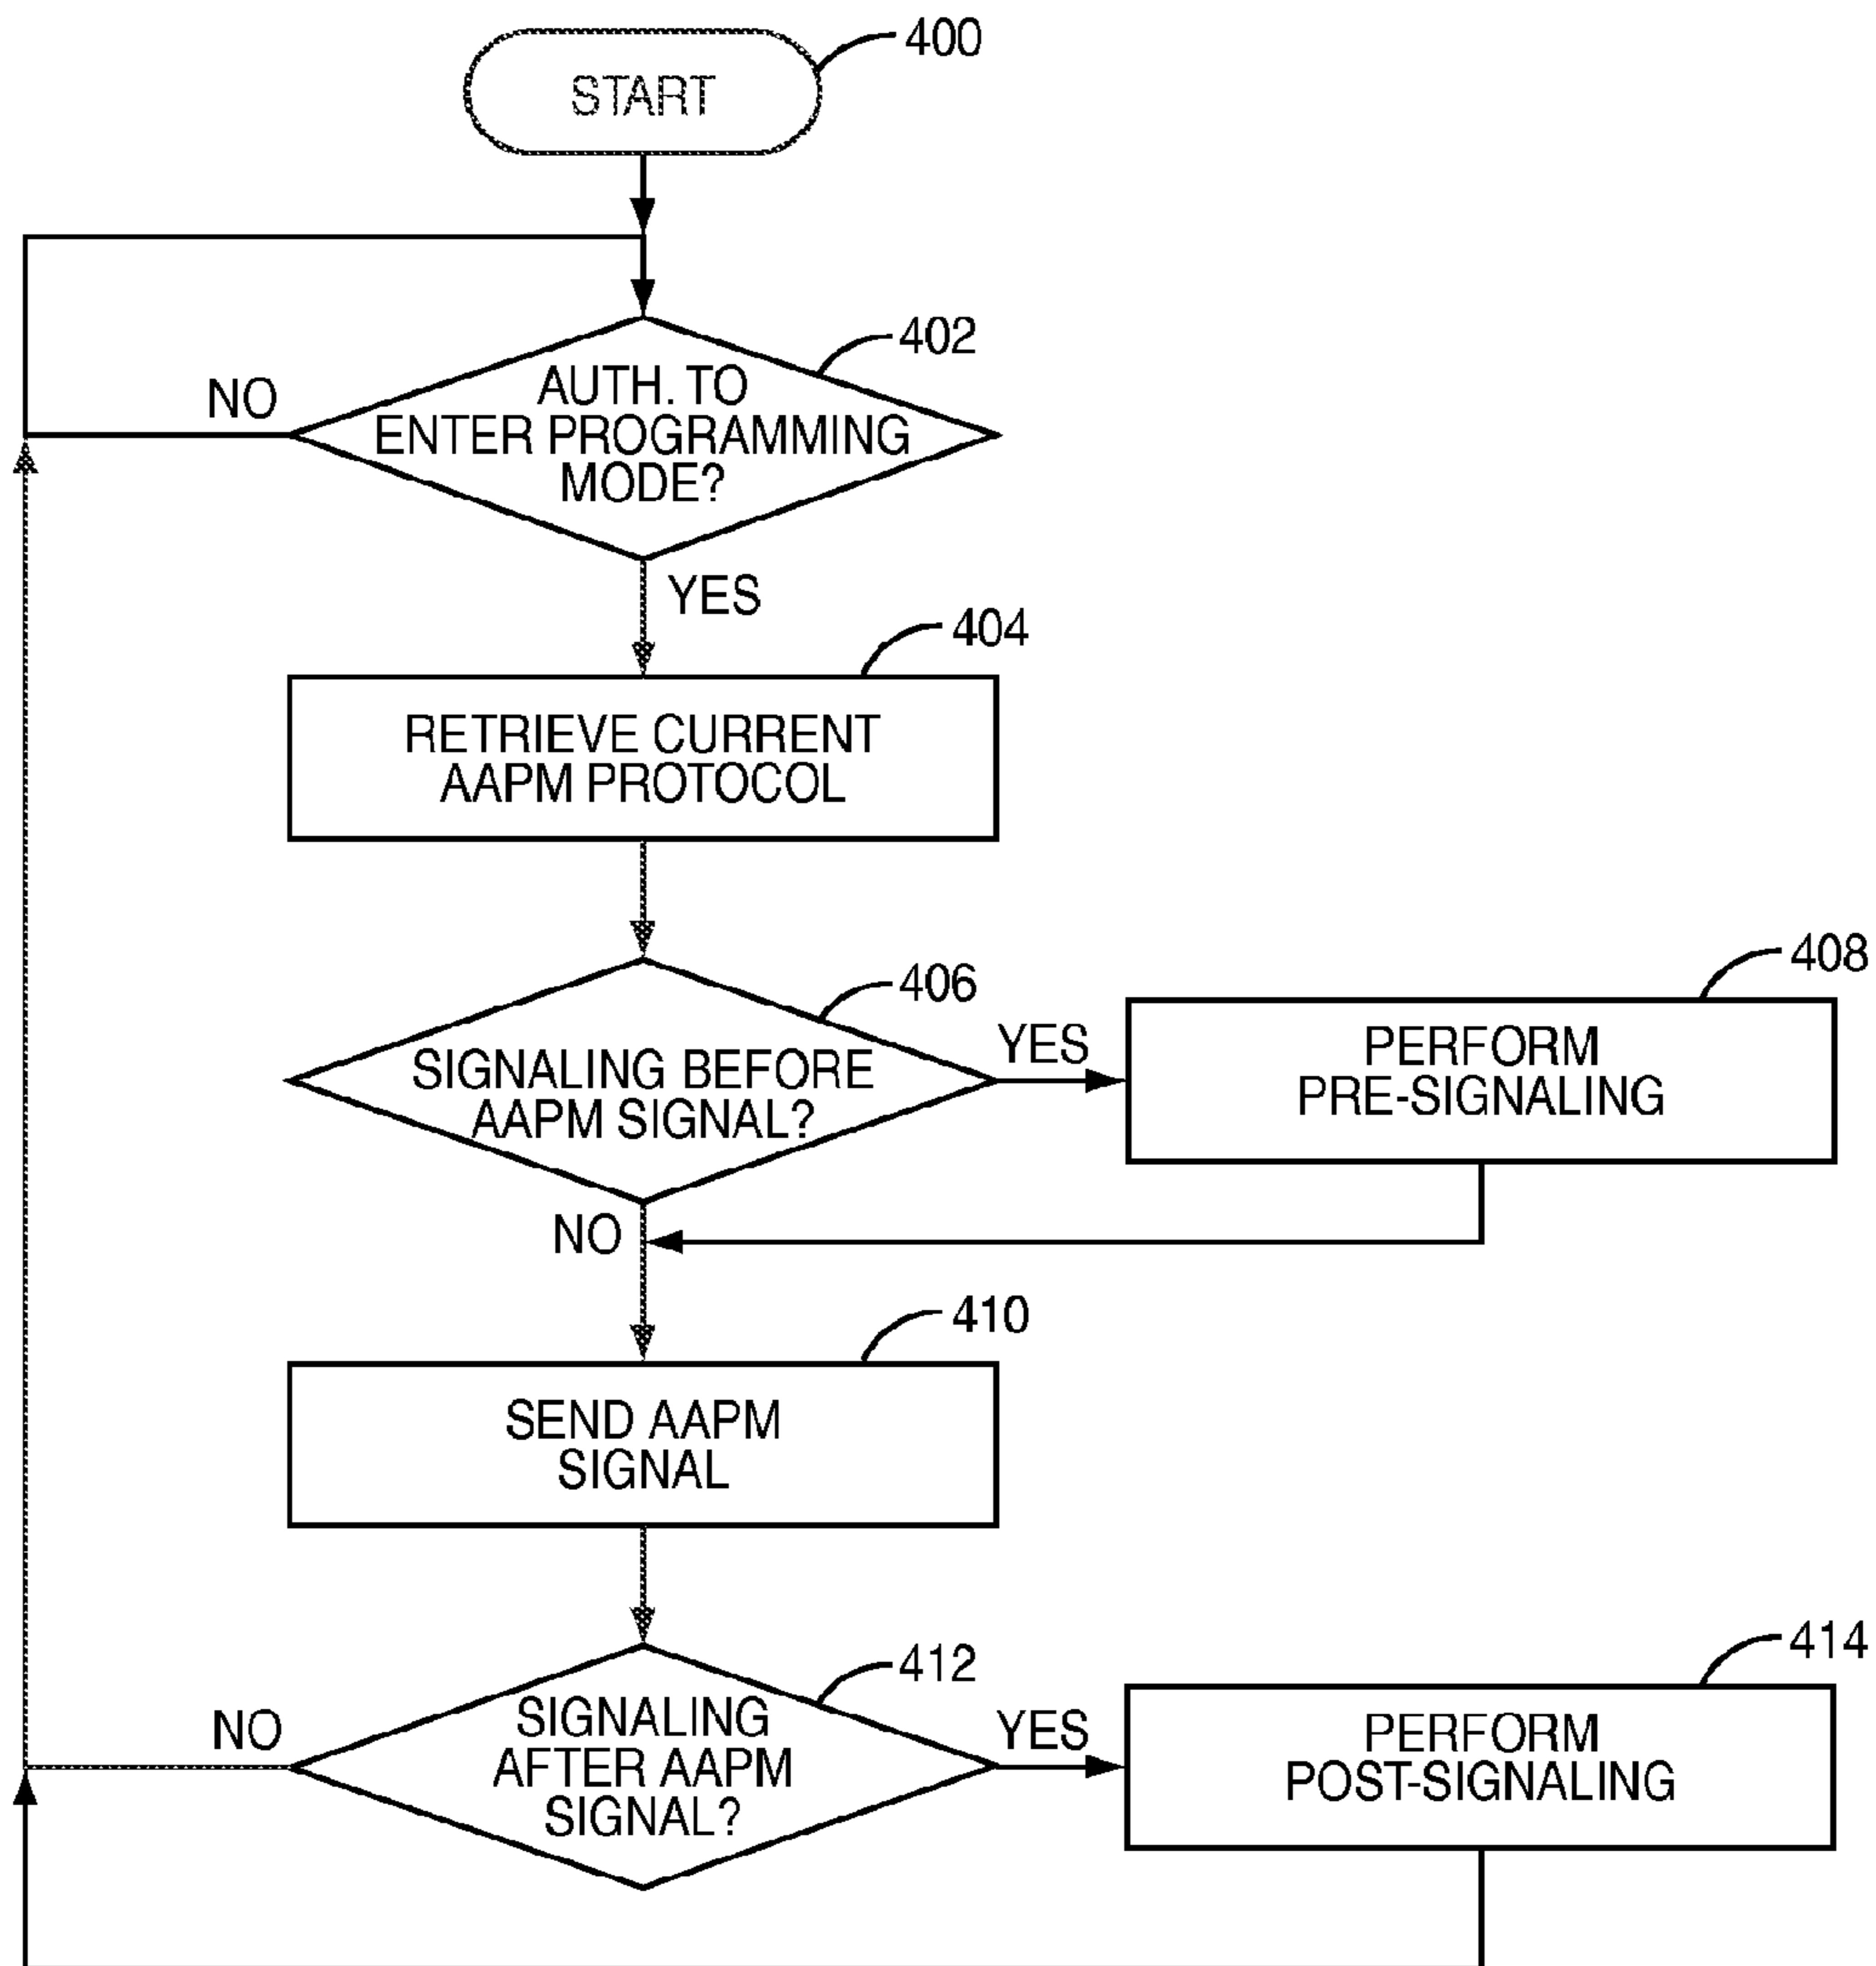 400
START
402
AUTH. TO
ENTER PROGRAMMING
MODE?
NO
YES
404
RETRIEVE CURRENT
AAPM PROTOCOL
406
SIGNALING BEFORE
AAPM SIGNAL?
YES
408
PERFORM
PRE-SIGNALING
NO
410
SEND AAPM
SIGNAL
412
SIGNALING
AFTER AAPM
SIGNAL?
NO
YES
414
PERFORM
POST-SIGNALING